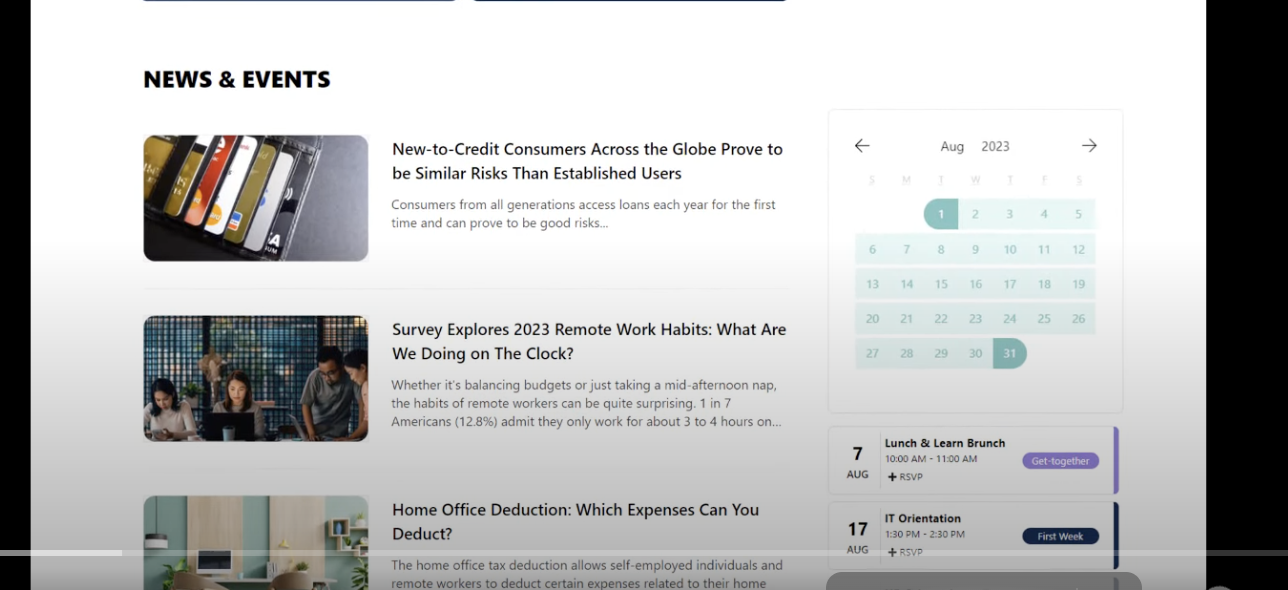 NEWS & EVENTS
New-to-Credit Consumers Across the Globe Prove to
be Similar Risks Than Established Users
Consumers from all generations access loans each year for the first
time and can prove to be good risks...
Survey Explores 2023 Remote Work Habits: What Are
We Doing on The Clock?
Whether it's balancing budgets or just taking a mid-afternoon nap,
the habits of remote workers can be quite surprising. 1 in 7
Americans (12.8%) admit they only work for about 3 to 4 hours on...
Home Office Deduction: Which Expenses Can You
Deduct?
The home office tax deduction allows self-employed individuals and
remote workers to deduct certain expenses related to their home
← Aug 2023 →
S M T W T F S
1 2 3 4 5
6 7 8 9 10 11 12
13 14 15 16 17 18 19
20 21 22 23 24 25 26
27 28 29 30 31
7 AUG
Lunch & Learn Brunch
10:00 AM - 11:00 AM
+ RSVP
Get-together
17 AUG
IT Orientation
1:30 PM - 2:30 PM
+ RSVP
First Week